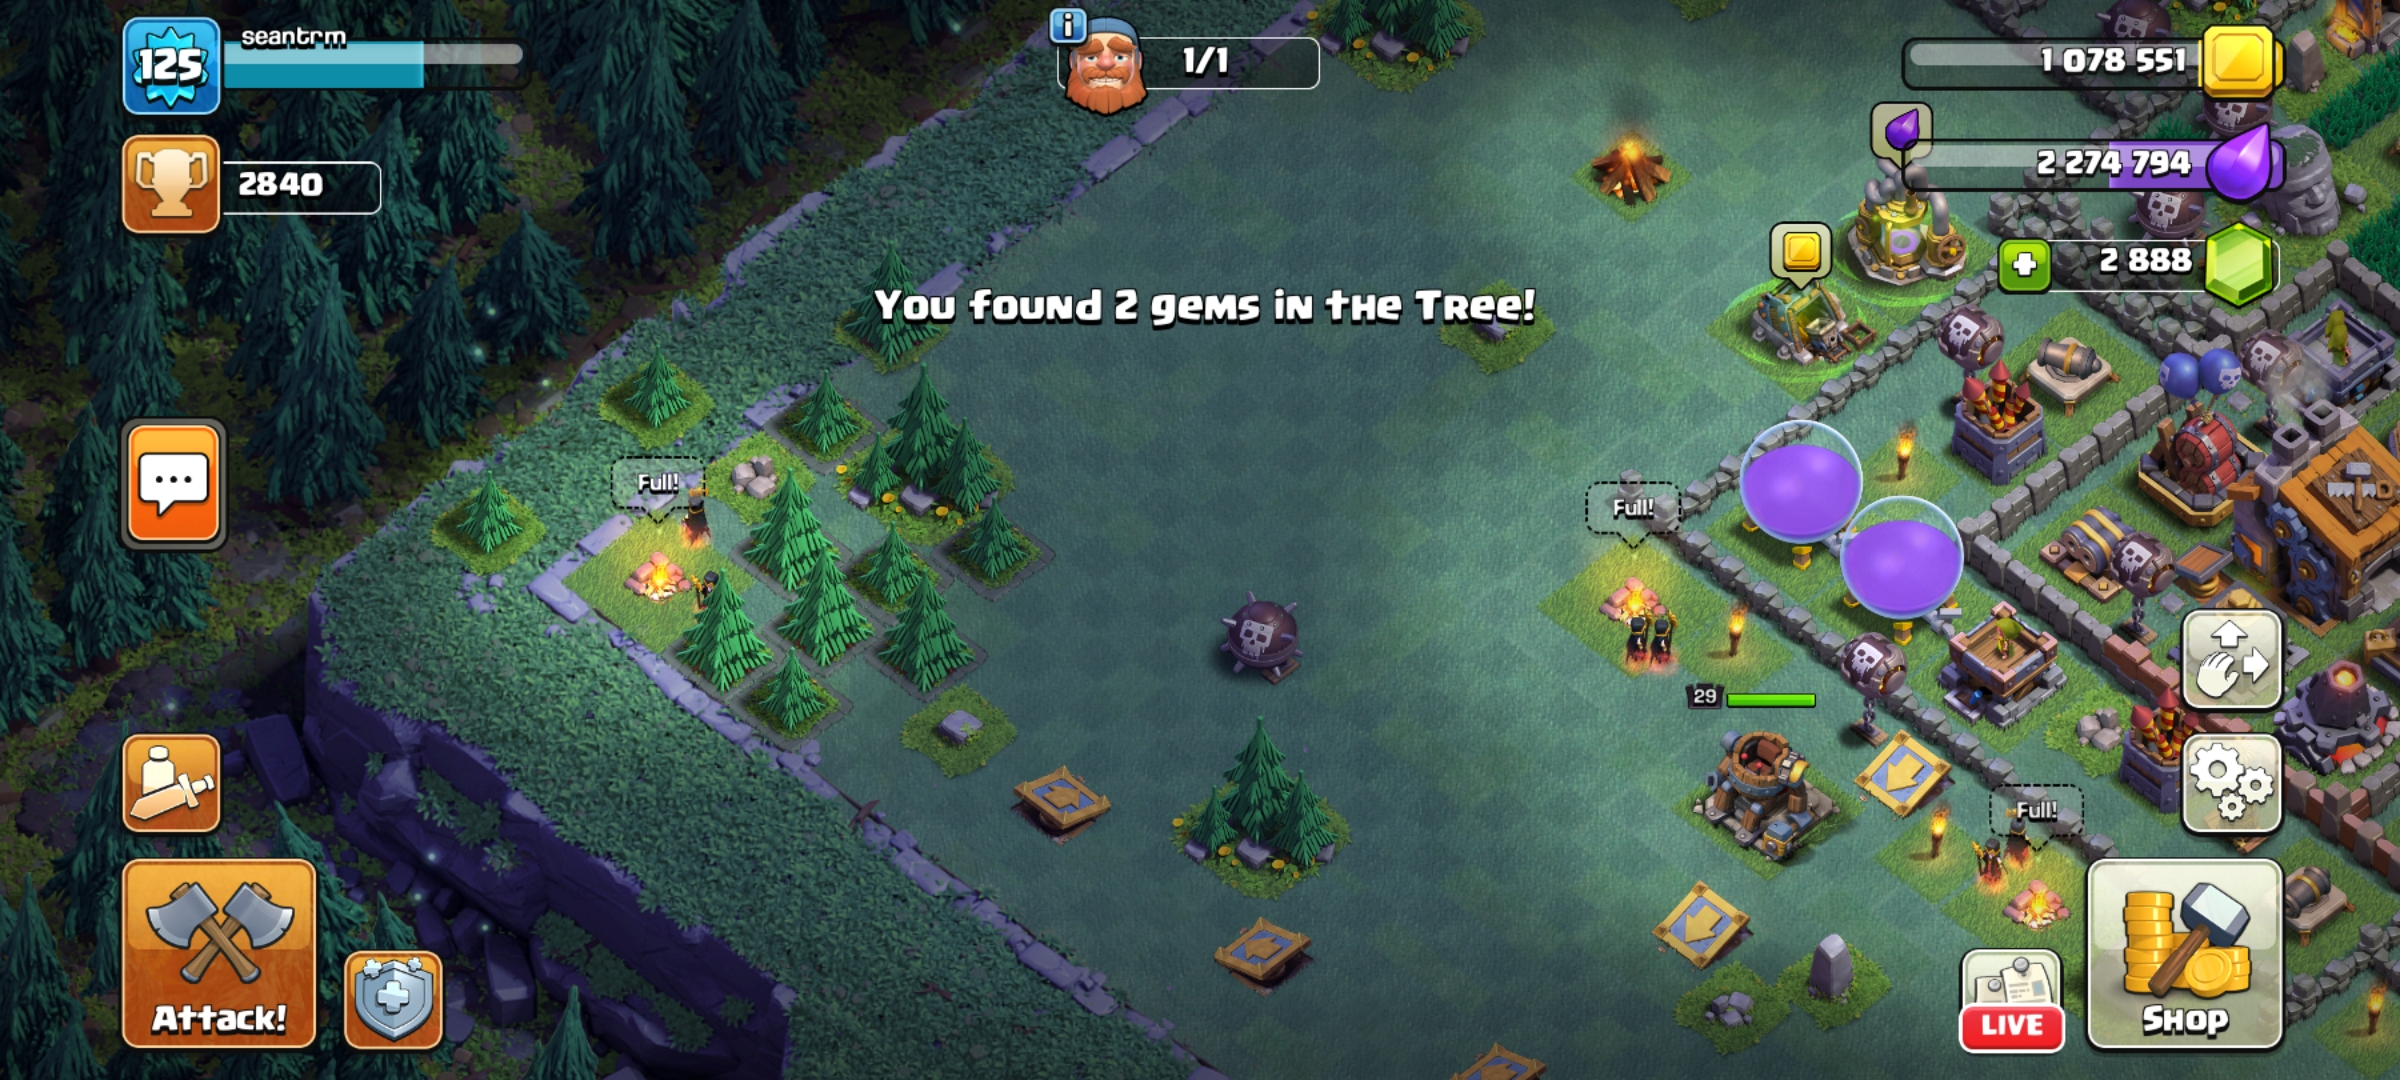 125
seantrm
i
1/1
1 078 551
2840
2 274 794
2 888
You found 2 gems in the Tree!
Full!
Full!
29
Full!
Attack!
LIVE
Shop